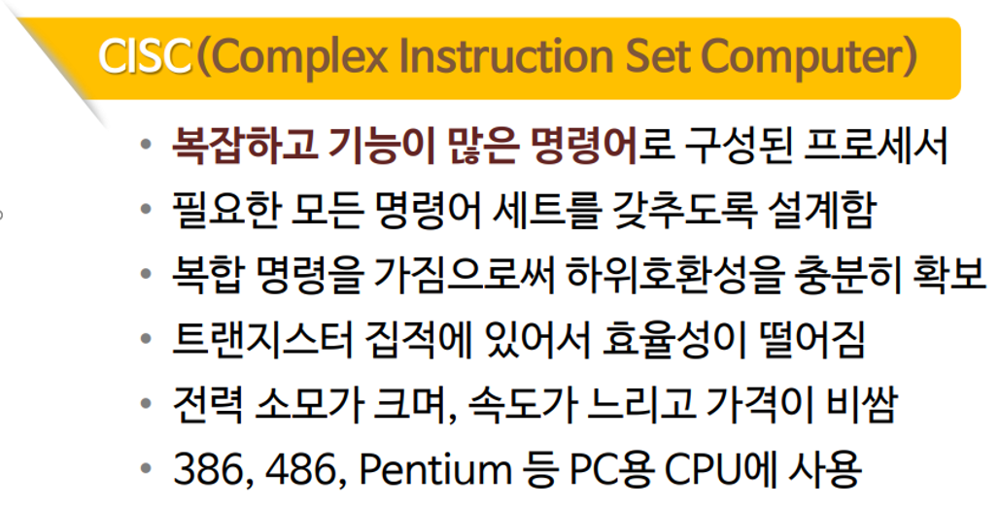 CISC(Complex Instruction Set Computer)
• 복잡하고 기능이 많은 명령어로 구성된 프로세서
• 필요한 모든 명령어 세트를 갖추도록 설계함
• 복합 명령을 가짐으로써 하위호환성을 충분히 확보
• 트랜지스터 집적에 있어서 효율성이 떨어짐
• 전력 소모가 크며, 속도가 느리고 가격이 비쌈
• 386, 486, Pentium 등 PC용 CPU에 사용